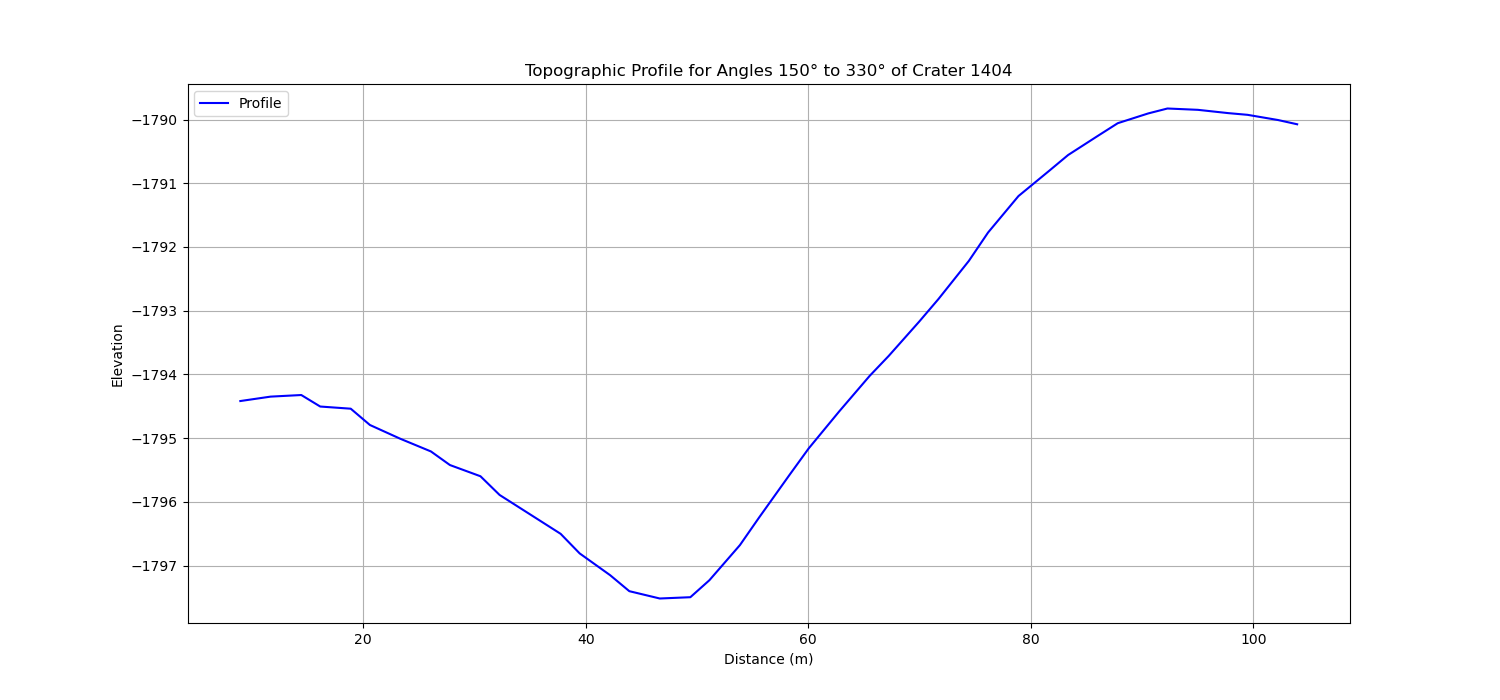 Topographic Profile for Angles 150° to 330° of Crater 1404
Profile
−1790
−1791
−1792
−1793
−1794
−1795
−1796
−1797
Elevation
20 40 60 80 100
Distance (m)